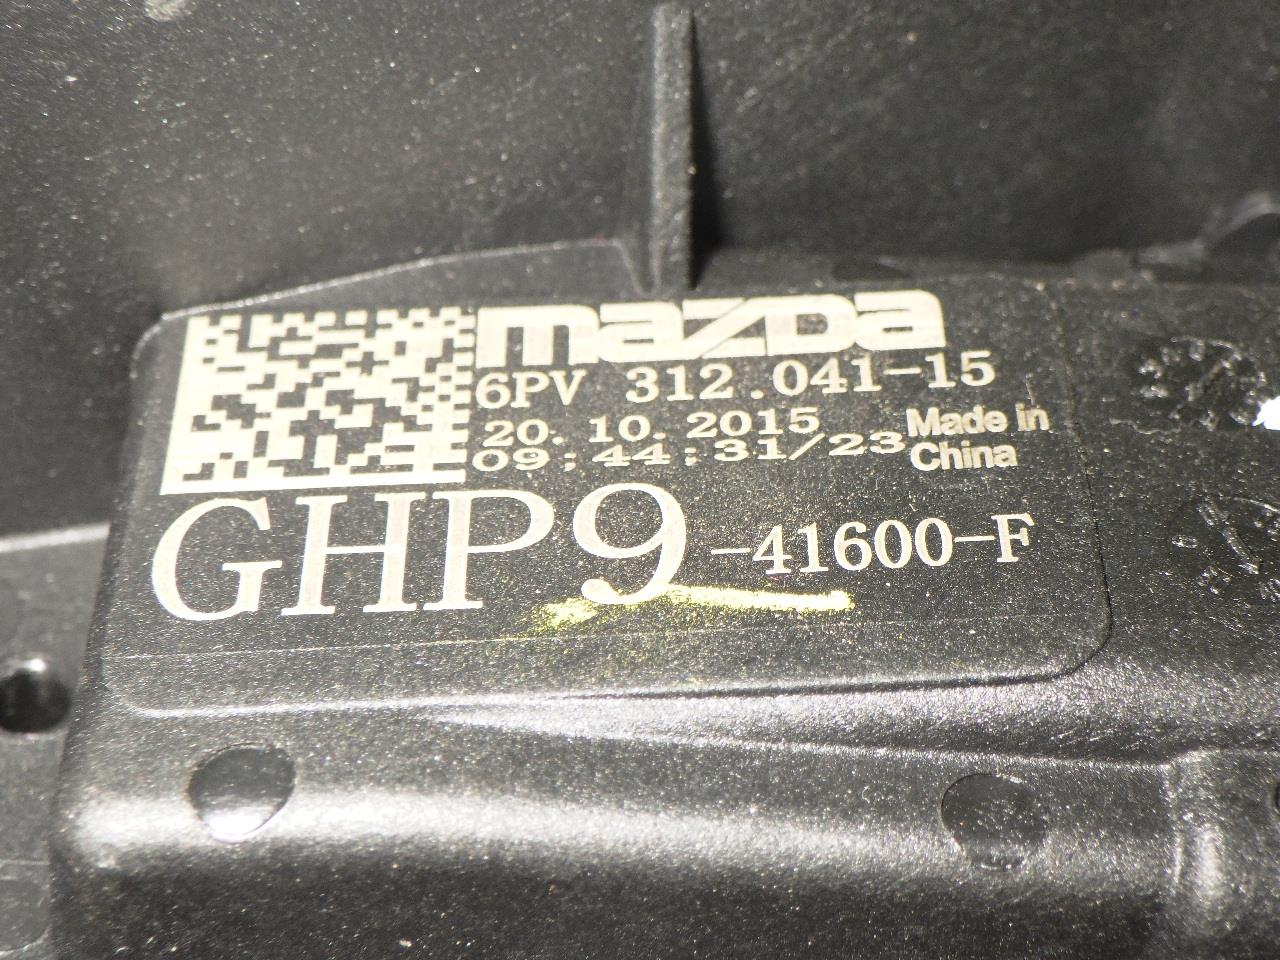 mazda
6PV 312.041-15
20.10.2015
09;44;31/23
Made in
China
GHP9-41600-F